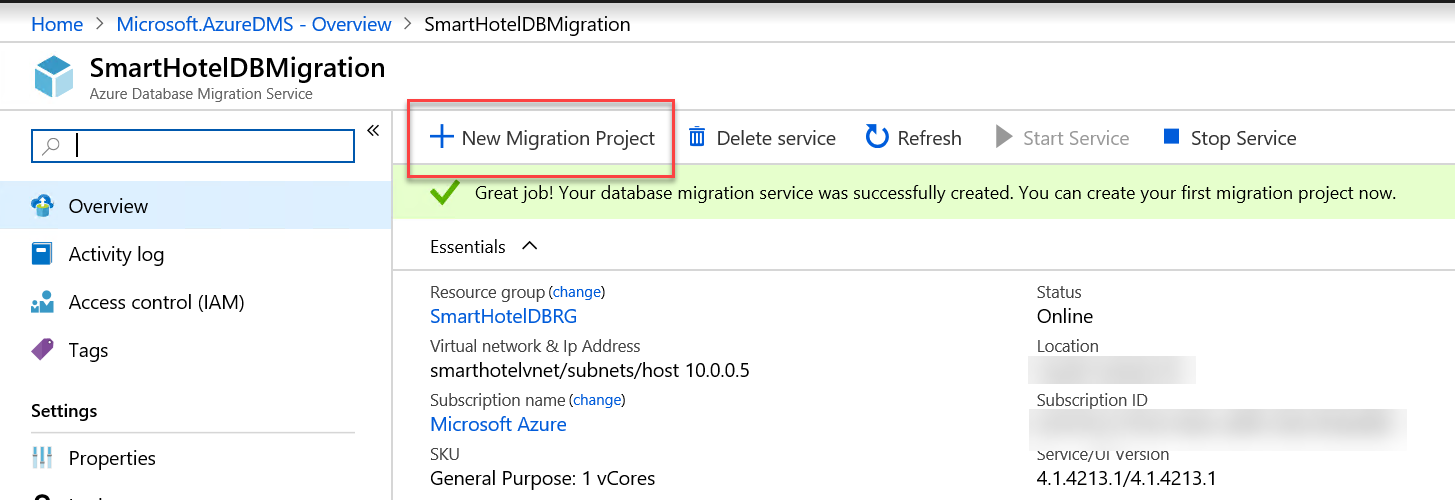 Home > Microsoft.AzureDMS - Overview > SmartHotelDBMigration
SmartHotelDBMigration
Azure Database Migration Service
New Migration Project Delete service Refresh Start Service Stop Service
Great job! Your database migration service was successfully created. You can create your first migration project now.
Overview
Activity log
Access control (IAM)
Tags
Settings
Properties
Essentials
Resource group (change)
SmartHotelDBRG
Virtual network & Ip Address
smarthotelvnet/subnets/host 10.0.0.5
Subscription name (change)
Microsoft Azure
SKU
General Purpose: 1 vCores
Status
Online
Location
Subscription ID
Service/UI Version
4.1.4213.1/4.1.4213.1